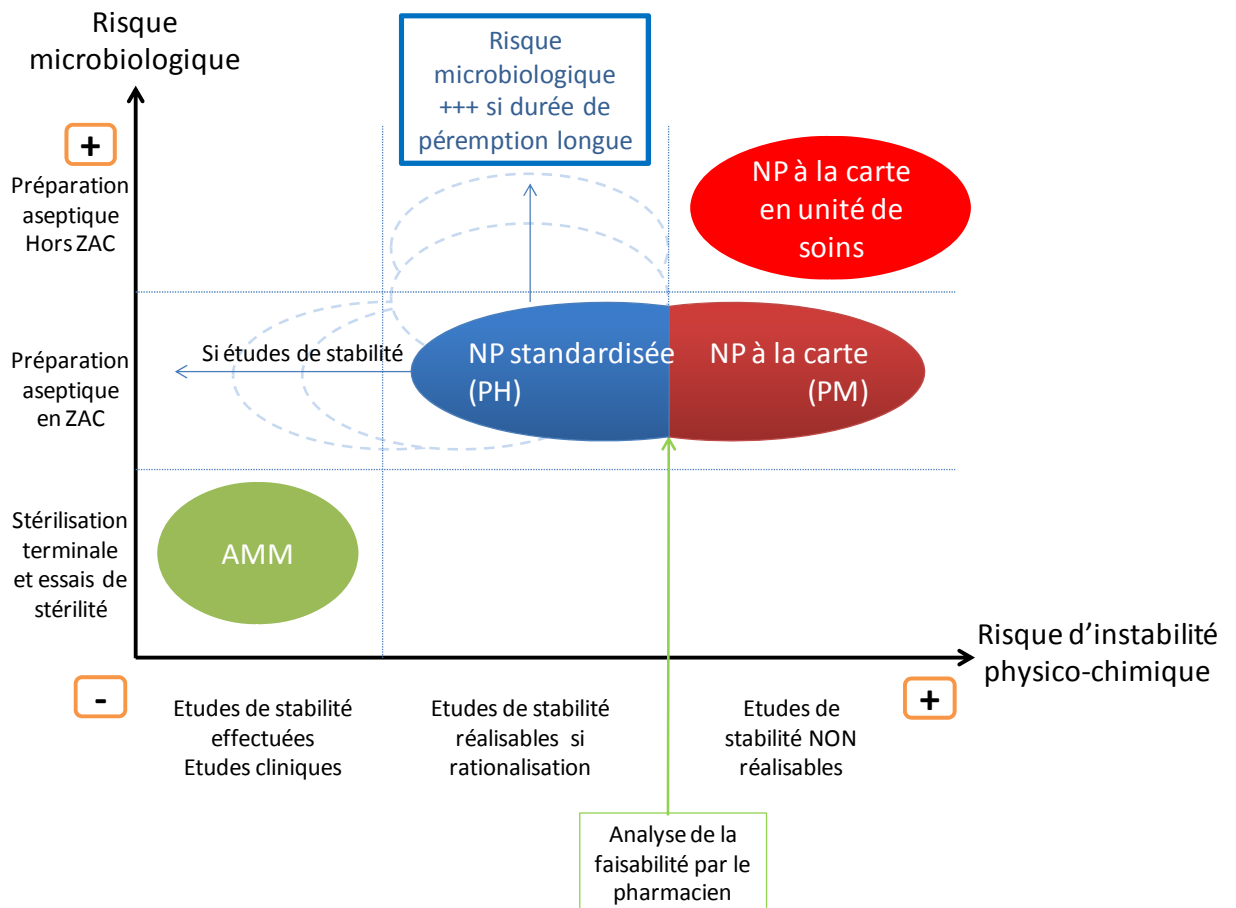 Risque
microbiologique
+
Préparation
aseptique
Hors ZAC
Préparation
aseptique
en ZAC
Stérilisation
terminale
et essais de
stérilité
Risque
microbiologique
+++ si durée de
péremption longue
NP à la carte
en unité de
soins
Si études de stabilité
NP standardisée
(PH)
NP à la carte
(PM)
AMM
Risque d’instabilité
physico-chimique
-
+
Etudes de stabilité
effectuées
Etudes cliniques
Etudes de stabilité
réalisables si
rationalisation
Etudes de
stabilité NON
réalisables
Analyse de la
faisabilité par le
pharmacien